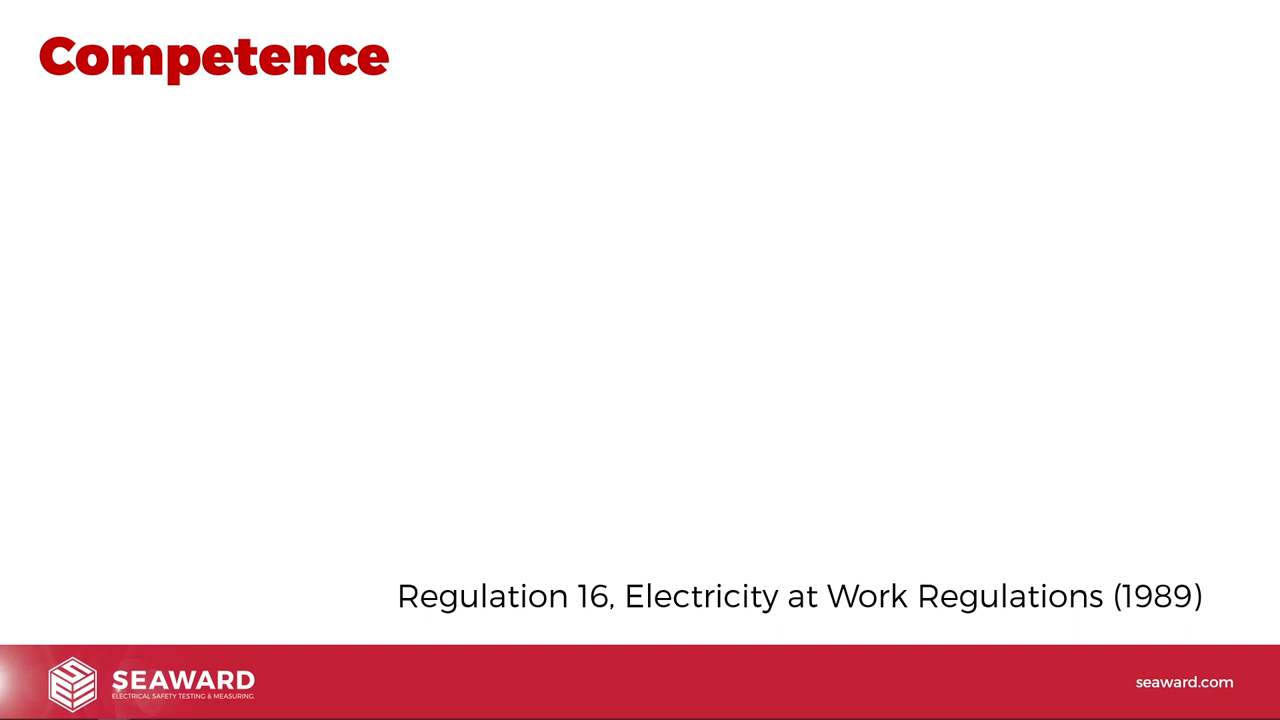 Competence
Regulation 16, Electricity at Work Regulations (1989)
SEAWARD
ELECTRICAL SAFETY TESTING & MEASURING.
seaward.com